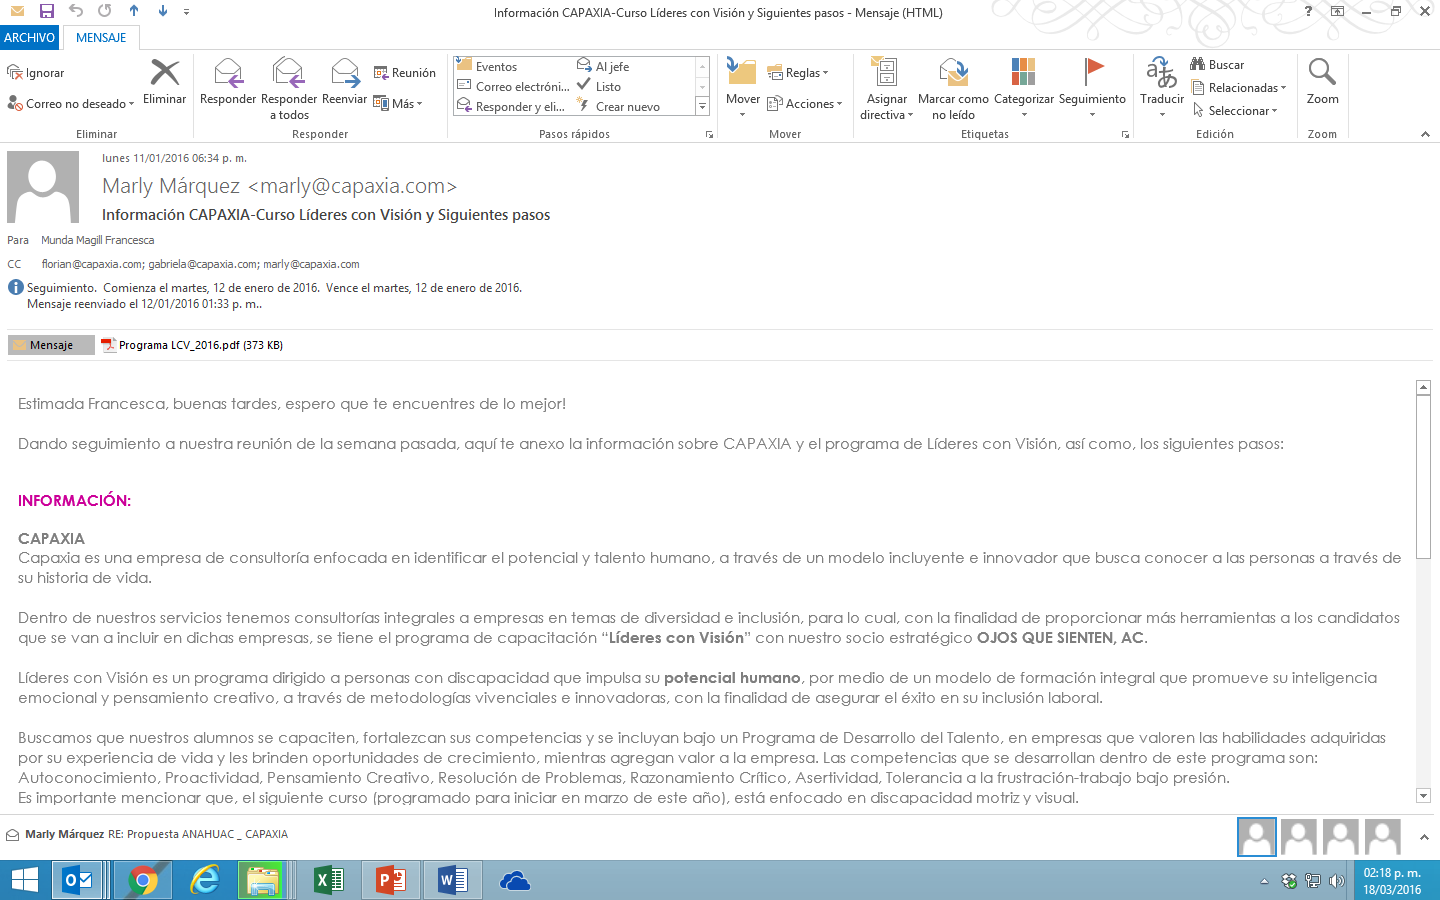 Información CAPAXIA-Curso Líderes con Visión y Siguientes pasos - Mensaje (HTML)
ARCHIVO MENSAJE
Ignorar
Correo no deseado
Eliminar
Eliminar
Responder
Responder a todos
Reenviar
Reunión
Más
Responder
Eventos
Correo electróni...
Responder y eli...
Al jefe
Listo
Crear nuevo
Pasos rápidos
Mover
Reglas
Acciones
Mover
Asignar directiva
Marcar como no leído
Categorizar
Seguimiento
Etiquetas
Traducir
Buscar
Relacionadas
Seleccionar
Edición
Zoom
Zoom
lunes 11/01/2016 06:34 p. m.
Marly Márquez <marly@capaxia.com>
Información CAPAXIA-Curso Líderes con Visión y Siguientes pasos
Para Munda Magill Francesca
CC florian@capaxia.com; gabriela@capaxia.com; marly@capaxia.com
Seguimiento. Comienza el martes, 12 de enero de 2016. Vence el martes, 12 de enero de 2016.
Mensaje reenviado el 12/01/2016 01:33 p. m..
Mensaje Programa LCV_2016.pdf (373 KB)
Estimada Francesca, buenas tardes, espero que te encuentres de lo mejor!
Dando seguimiento a nuestra reunión de la semana pasada, aquí te anexo la información sobre CAPAXIA y el programa de Líderes con Visión, así como, los siguientes pasos:
INFORMACIÓN:
CAPAXIA
Capaxia es una empresa de consultoría enfocada en identificar el potencial y talento humano, a través de un modelo incluyente e innovador que busca conocer a las personas a través de
su historia de vida.
Dentro de nuestros servicios tenemos consultorías integrales a empresas en temas de diversidad e inclusión, para lo cual, con la finalidad de proporcionar más herramientas a los candidatos
que se van a incluir en dichas empresas, se tiene el programa de capacitación “Líderes con Visión” con nuestro socio estratégico OJOS QUE SIENTEN, AC.
Líderes con Visión es un programa dirigido a personas con discapacidad que impulsa su potencial humano, por medio de un modelo de formación integral que promueve su inteligencia
emocional y pensamiento creativo, a través de metodologías vivenciales e innovadoras, con la finalidad de asegurar el éxito en su inclusión laboral.
Buscamos que nuestros alumnos se capaciten, fortalezcan sus competencias y se incluyan bajo un Programa de Desarrollo del Talento, en empresas que valoren las habilidades adquiridas
por su experiencia de vida y les brinden oportunidades de crecimiento, mientras agregan valor a la empresa. Las competencias que se desarrollan dentro de este programa son:
Autoconocimiento, Proactividad, Pensamiento Creativo, Resolución de Problemas, Razonamiento Crítico, Asertividad, Tolerancia a la frustración-trabajo bajo presión.
Es importante mencionar que, el siguiente curso (programado para iniciar en marzo de este año), está enfocado en discapacidad motriz y visual.
Marly Márquez RE: Propuesta ANAHUAC _ CAPAXIA
02:18 p. m.
18/03/2016